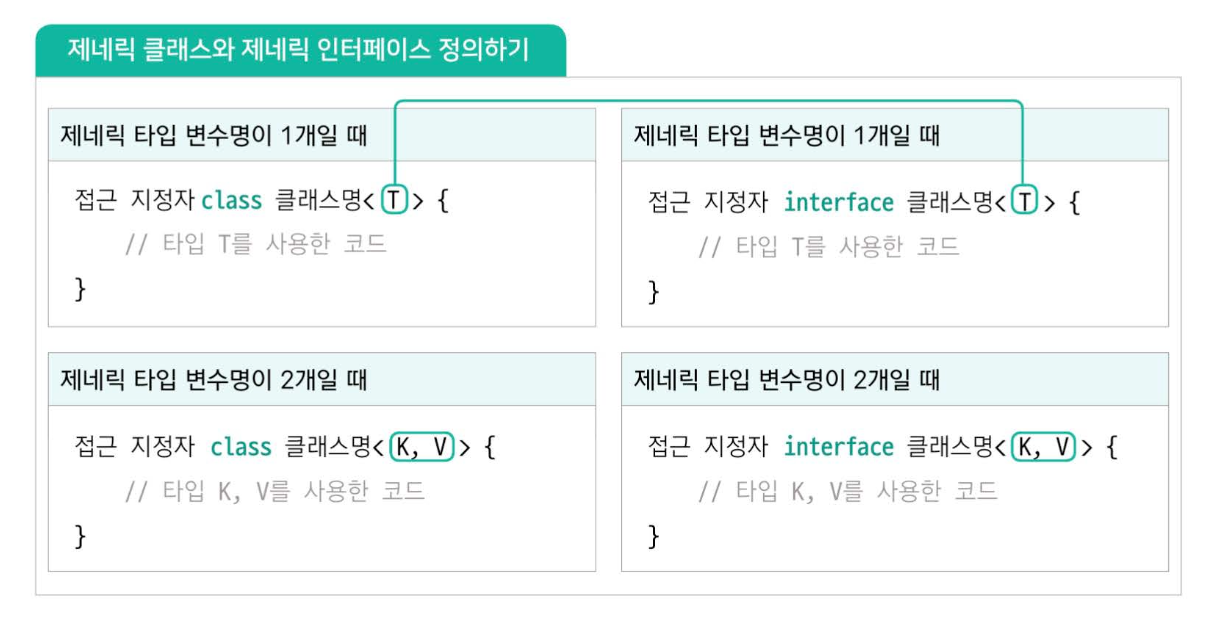 제네릭 클래스와 제네릭 인터페이스 정의하기
제네릭 타입 변수명이 1개일 때
접근 지정자 class 클래스명<T> {
// 타입 T를 사용한 코드
}
제네릭 타입 변수명이 1개일 때
접근 지정자 interface 클래스명<T> {
// 타입 T를 사용한 코드
}
제네릭 타입 변수명이 2개일 때
접근 지정자 class 클래스명<K, V> {
// 타입 K, V를 사용한 코드
}
제네릭 타입 변수명이 2개일 때
접근 지정자 interface 클래스명<K, V> {
// 타입 K, V를 사용한 코드
}